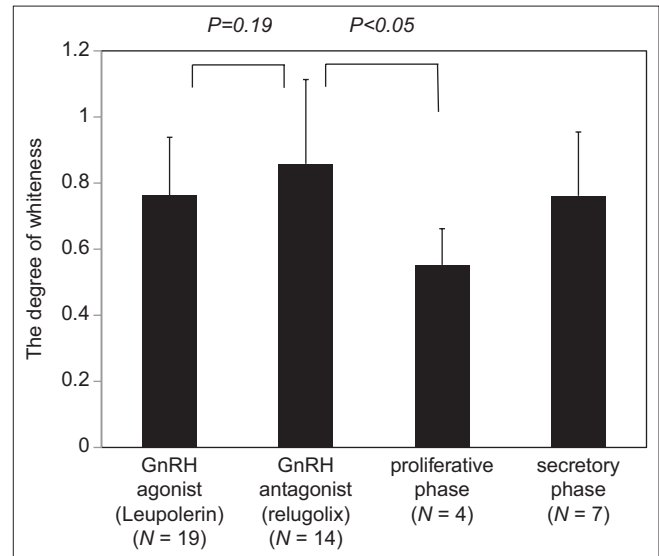 P=0.19 P<0.05
1.2
1
0.8
0.6
0.4
0.2
0
The degree of whiteness
GnRH
agonist
(Leupolerin)
(N = 19)
GnRH
antagonist
(relugolix)
(N = 14)
proliferative
phase
(N = 4)
secretory
phase
(N = 7)